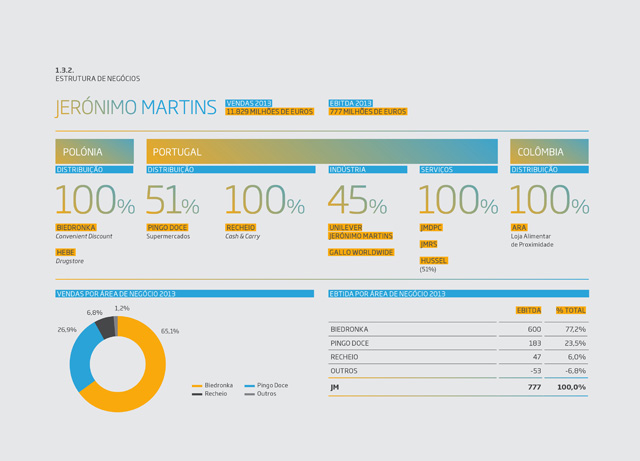 1.3.2.
ESTRUTURA DE NEGÓCIOS
JERÓNIMO MARTINS
VENDAS 2013
11.829 MILHÕES DE EUROS
EBITDA 2013
777 MILHÕES DE EUROS
POLÓNIA
PORTUGAL
COLÔMBIA
DISTRIBUIÇÃO
DISTRIBUIÇÃO
INDÚSTRIA
SERVIÇOS
DISTRIBUIÇÃO
100%
51%
100%
45%
100%
100%
BIEDRONKA
Convenient Discount
HEBE
Drugstore
PINGO DOCE
Supermercados
RECHEIO
Cash & Carry
UNILEVER
JERÓNIMO MARTINS
GALLO WORLDWIDE
JMDPC
JMRS
HUSSEL
(51%)
ARA
Loja Alimentar
de Proximidade
VENDAS POR ÁREA DE NEGÓCIO 2013
1,2%
6,8%
26,9%
65,1%
Biedronka
Pingo Doce
Recheio
Outros
EBTIDA POR ÁREA DE NEGÓCIO 2013
EBITDA % TOTAL
BIEDRONKA 600 77,2%
PINGO DOCE 183 23,5%
RECHEIO 47 6,0%
OUTROS -53 -6,8%
JM 777 100,0%